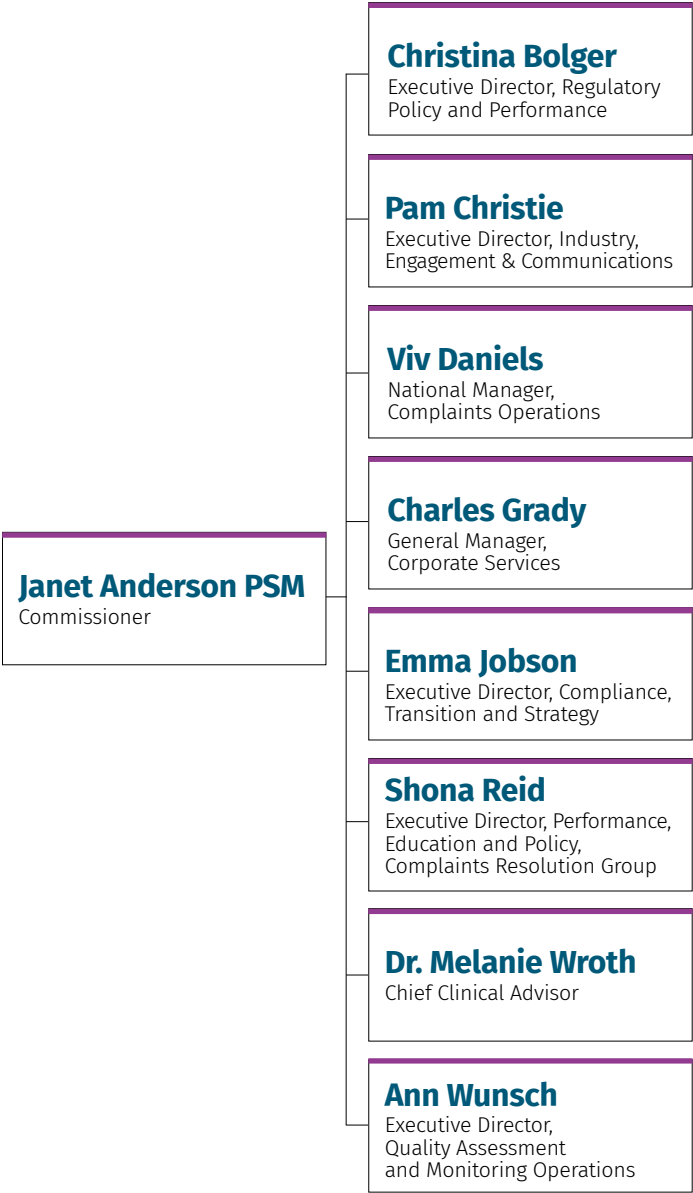 Christina Bolger
Executive Director, Regulatory
Policy and Performance
Pam Christie
Executive Director, Industry,
Engagement & Communications
Viv Daniels
National Manager,
Complaints Operations
Charles Grady
General Manager,
Corporate Services
Janet Anderson PSM
Commissioner
Emma Jobson
Executive Director, Compliance,
Transition and Strategy
Shona Reid
Executive Director, Performance,
Education and Policy,
Complaints Resolution Group
Dr. Melanie Wroth
Chief Clinical Advisor
Ann Wunsch
Executive Director,
Quality Assessment
and Monitoring Operations